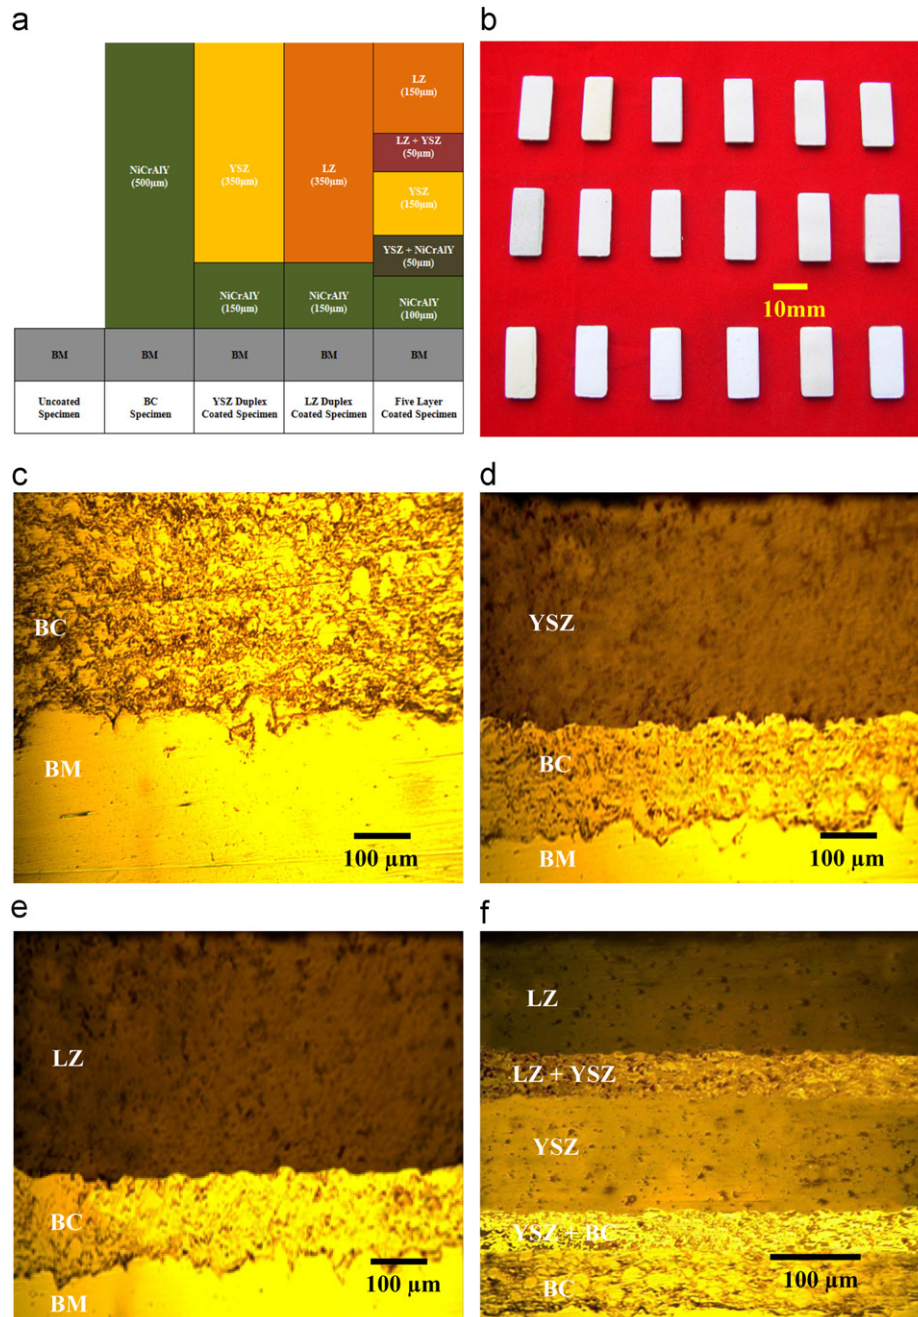 a
b
NiCrAlY
(500μm)
YSZ
(350μm)
NiCrAlY
(150μm)
LZ
(350μm)
NiCrAlY
(150μm)
LZ
(150μm)
LZ + YSZ
(50μm)
YSZ
(150μm)
YSZ + NiCrAlY
(50μm)
NiCrAlY
(100μm)
BM
BM
BM
BM
BM
Uncoated
Specimen
BC
Specimen
YSZ Duplex
Coated Specimen
LZ Duplex
Coated Specimen
Five Layer
Coated Specimen
10mm
c
BC
BM
100 μm
d
YSZ
BC
BM
100 μm
e
LZ
BC
BM
100 μm
f
LZ
LZ + YSZ
YSZ
YSZ + BC
BC
100 μm